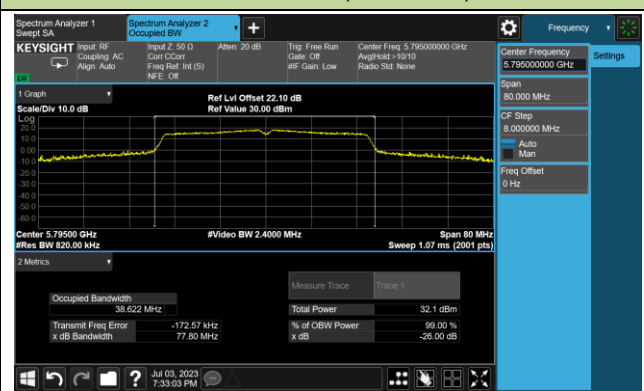 Spectrum Analyzer 1
Swept SA
Spectrum Analyzer 2
Occupied BW
Frequency
KEYSIGHT
Input: RF
Coupling: AC
Align: Auto
Input Z: 50 Ω
Corr CCorr
Freq Ref: Int (S)
NFE: Off
Atten: 20 dB
Trig: Free Run
Gate: Off
#IF Gain: Low
Center Freq: 5.795000000 GHz
Avg|Hold:>10/10
Radio Std: None
Center Frequency
5.795000000 GHz
Settings
Span
80.000 MHz
CF Step
8.000000 MHz
Auto
Man
Freq Offset
0 Hz
1 Graph
Scale/Div 10.0 dB
Ref Lvl Offset 22.10 dB
Ref Value 30.00 dBm
Log
20.0
10.0
0.00
-10.0
-20.0
-30.0
-40.0
-50.0
-60.0
Center 5.79500 GHz
#Res BW 820.00 kHz
#Video BW 2.4000 MHz
Span 80 MHz
Sweep 1.07 ms (2001 pts)
2 Metrics
Measure Trace
Trace 1
Occupied Bandwidth
38.622 MHz
Total Power
32.1 dBm
Transmit Freq Error
-172.57 kHz
% of OBW Power
99.00 %
x dB Bandwidth
77.80 MHz
x dB
-26.00 dB
Jul 03, 2023
7:33:03 PM